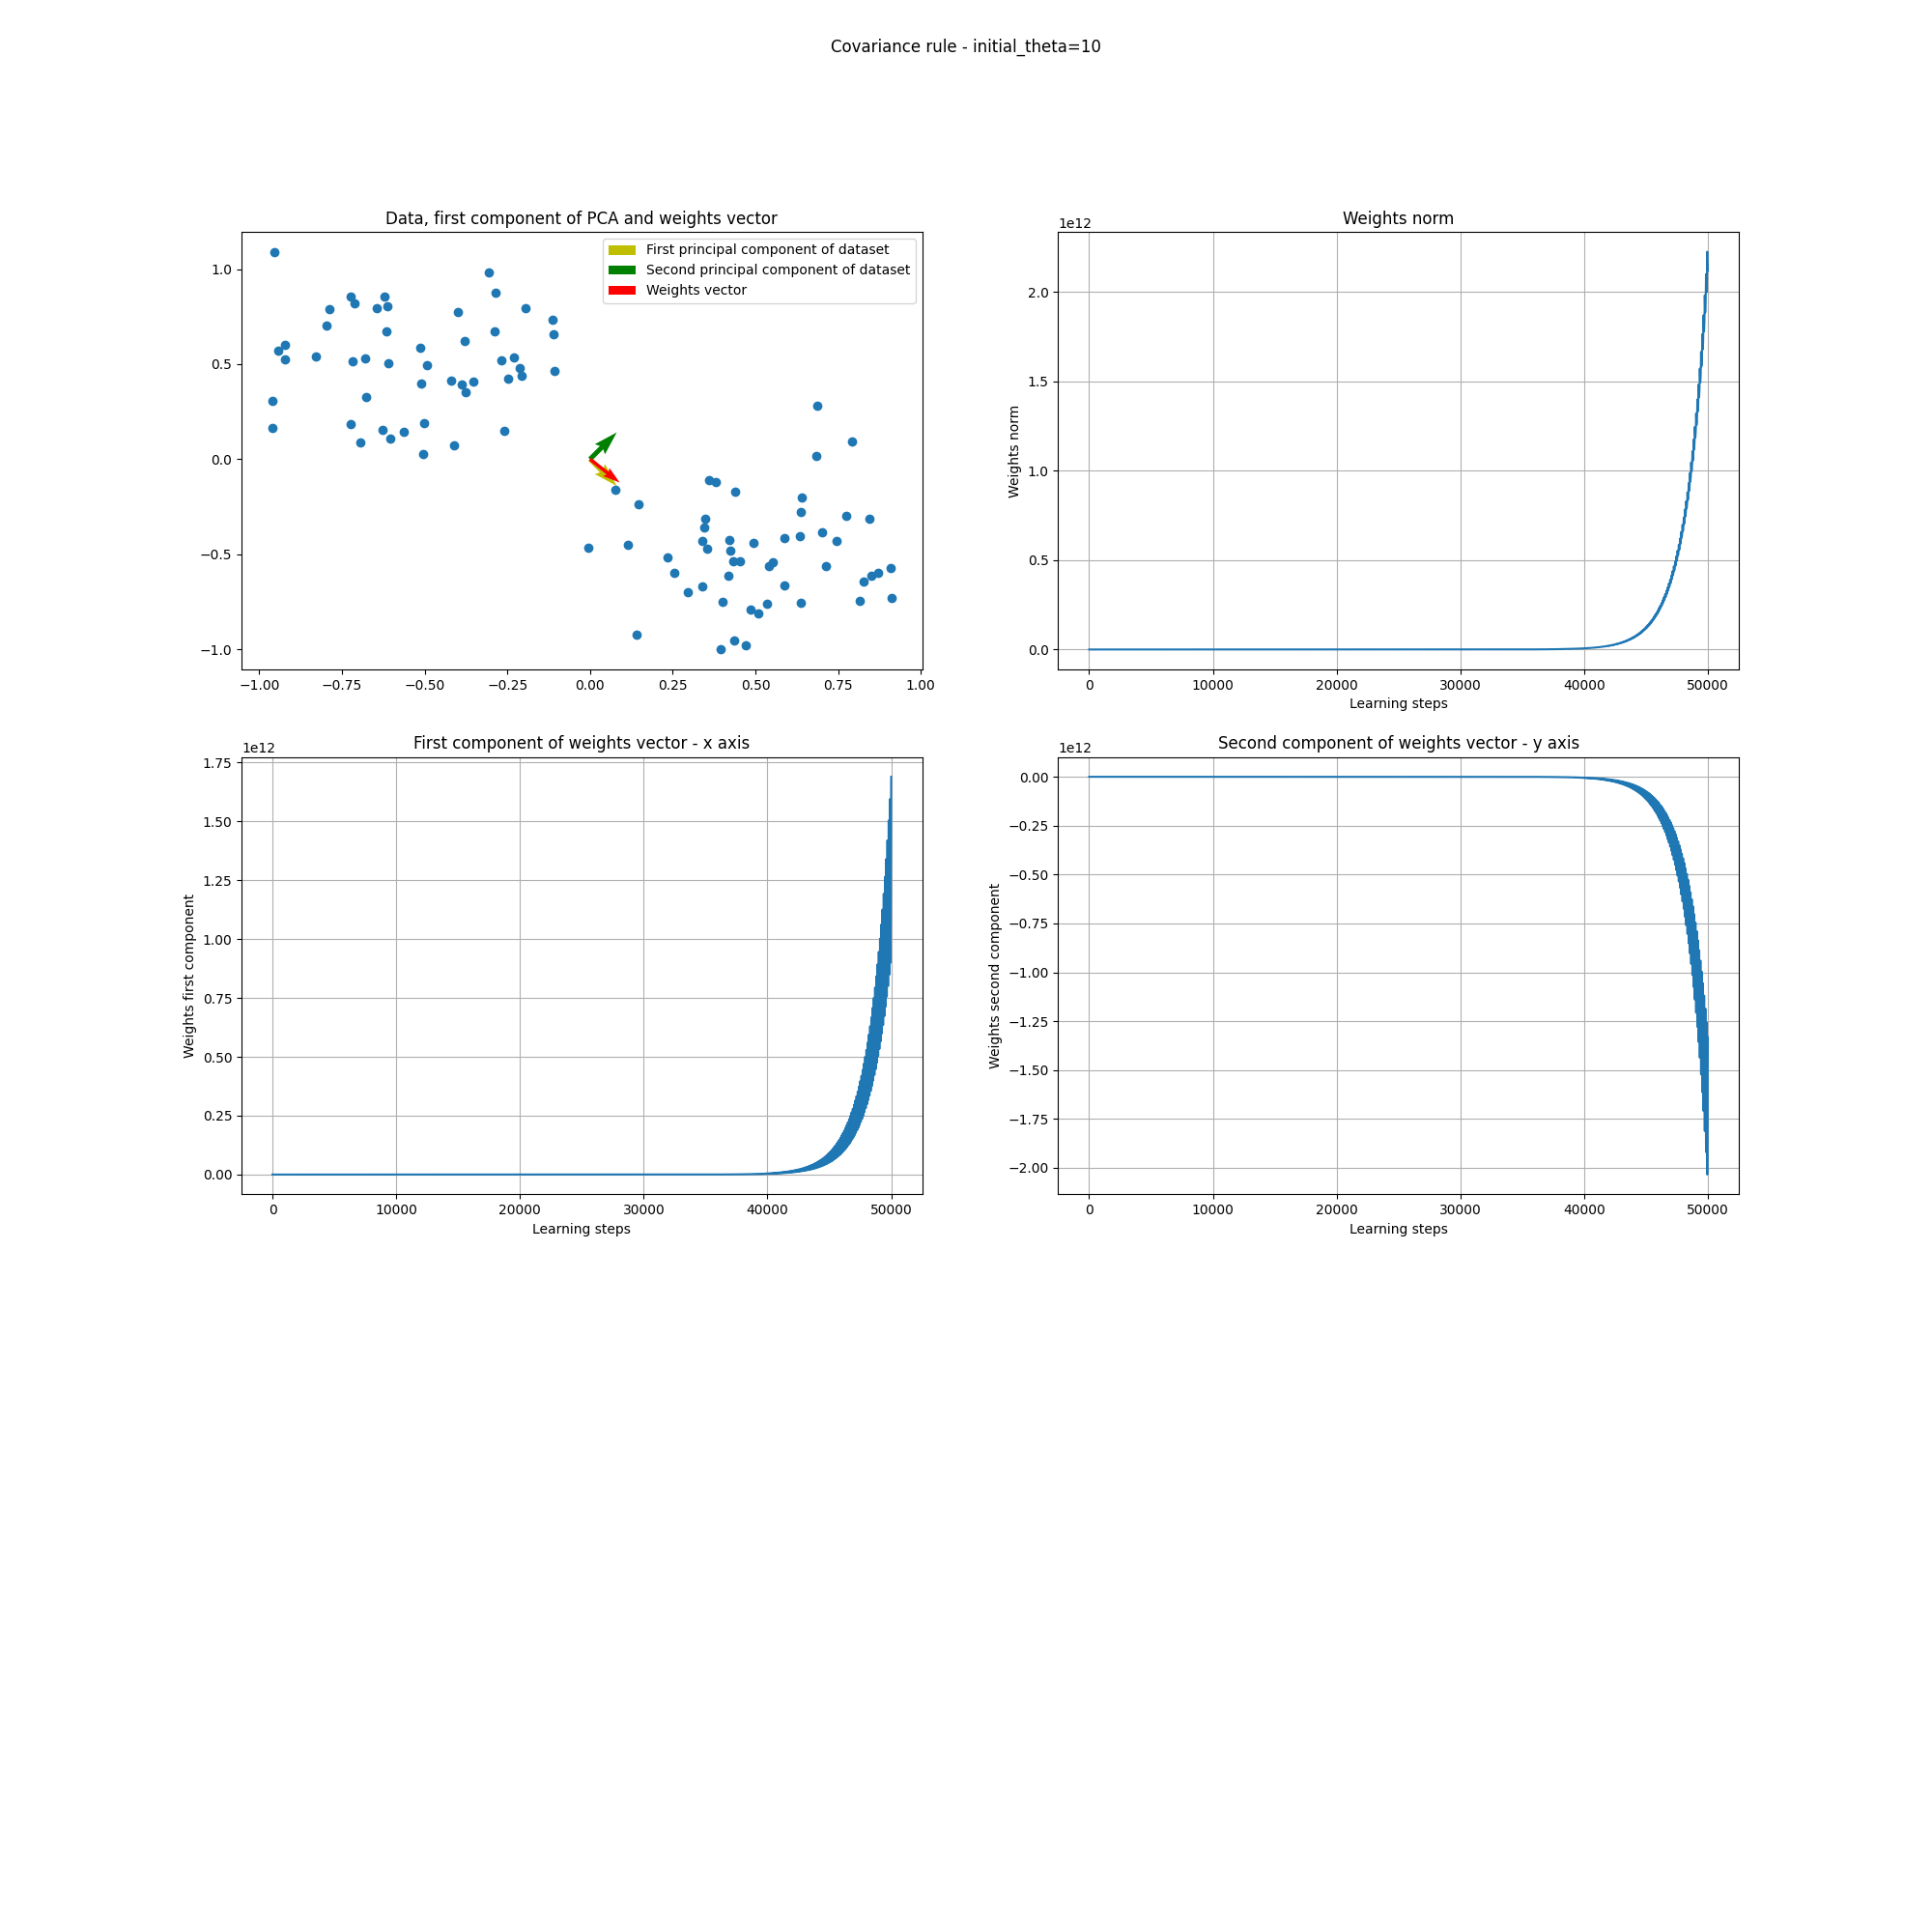 Covariance rule - initial_theta=10
Data, first component of PCA and weights vector
First principal component of dataset
Second principal component of dataset
Weights vector
1.0
0.5
0.0
−0.5
−1.0
−1.00 −0.75 −0.50 −0.25 0.00 0.25 0.50 0.75 1.00
Weights norm
1e12
Weights norm
2.0
1.5
1.0
0.5
0.0
0 10000 20000 30000 40000 50000
Learning steps
First component of weights vector - x axis
1e12
Weights first component
1.75
1.50
1.25
1.00
0.75
0.50
0.25
0.00
0 10000 20000 30000 40000 50000
Learning steps
Second component of weights vector - y axis
1e12
Weights second component
0.00
−0.25
−0.50
−0.75
−1.00
−1.25
−1.50
−1.75
−2.00
0 10000 20000 30000 40000 50000
Learning steps